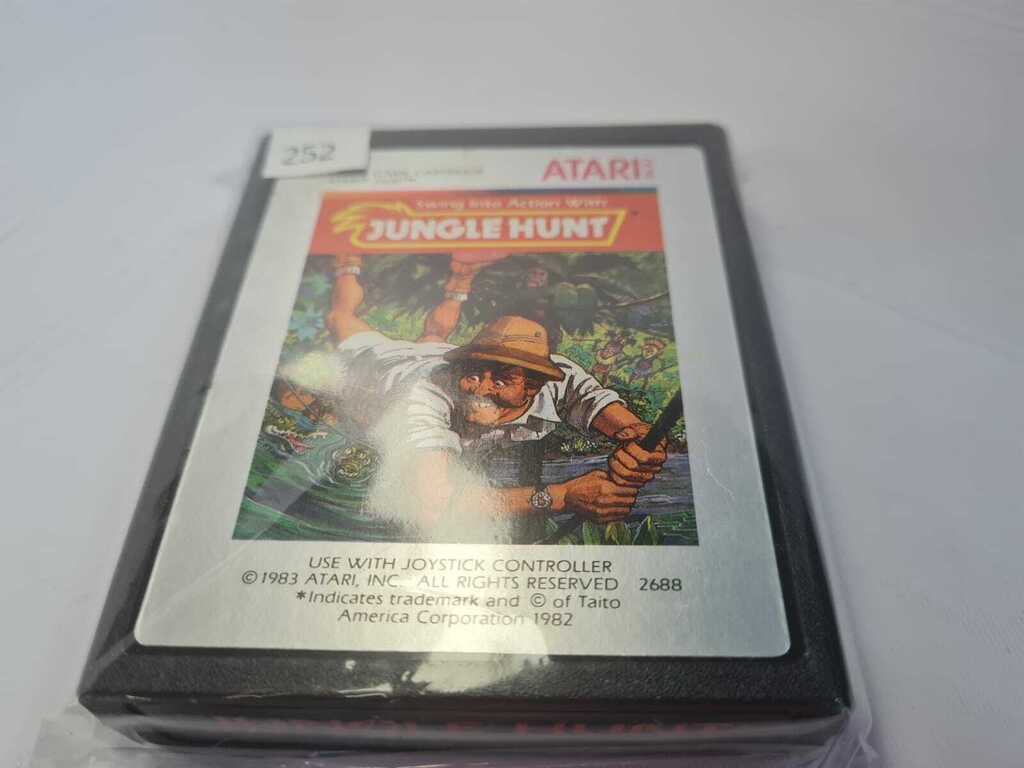 252
ATARI
Swing Into Action With
JUNGLE HUNT
USE WITH JOYSTICK CONTROLLER
© 1983 ATARI, INC. ALL RIGHTS RESERVED 2688
*Indicates trademark and © of Taito
America Corporation 1982